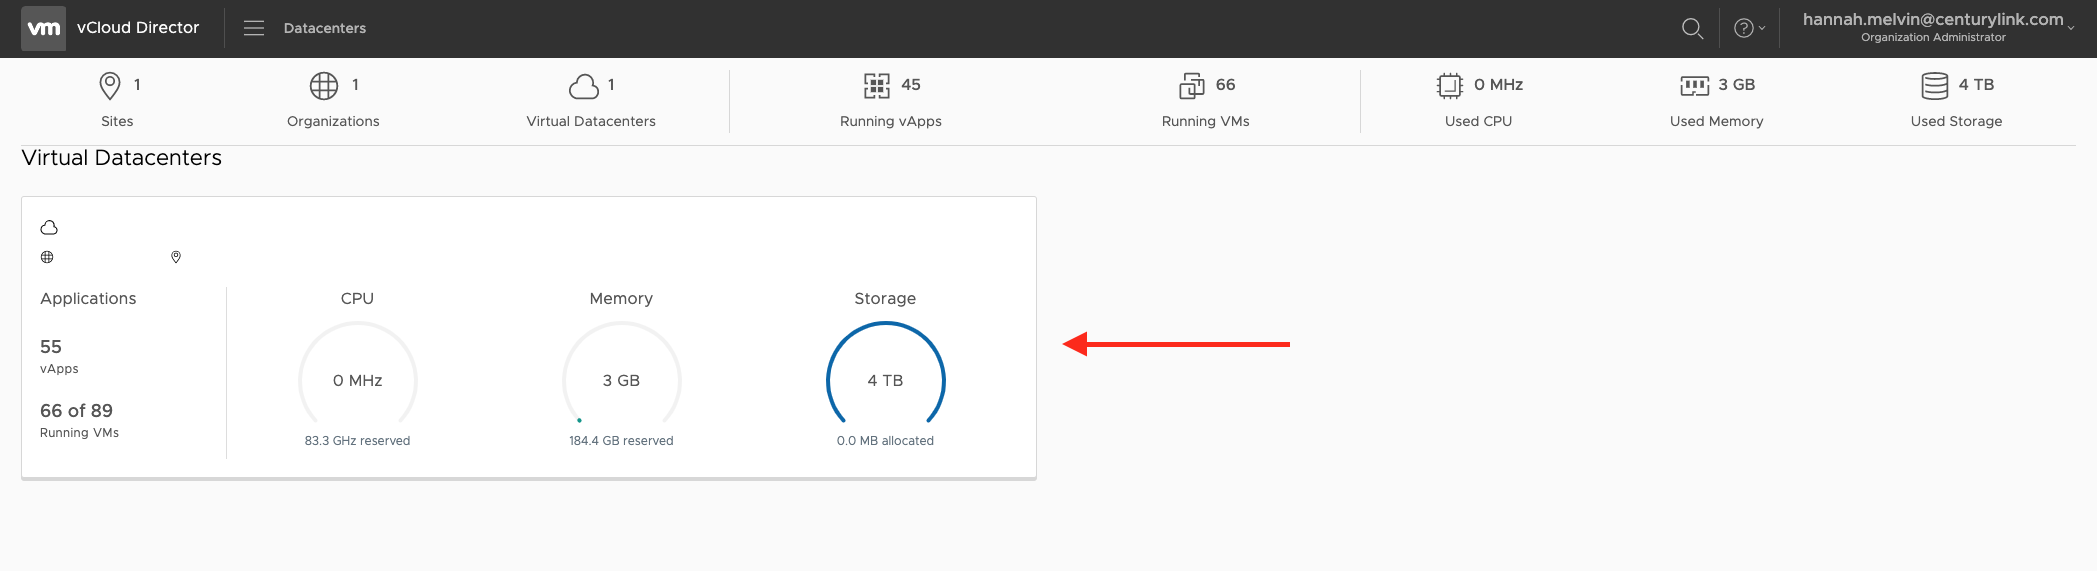 vm vCloud Director Datacenters hannah.melvin@centurylink.com
Organization Administrator
1 1 1 45 66 0 MHz 3 GB 4 TB
Sites Organizations Virtual Datacenters Running vApps Running VMs Used CPU Used Memory Used Storage
Virtual Datacenters
Applications CPU Memory Storage
55
vApps
0 MHz 3 GB 4 TB
66 of 89
Running VMs
83.3 GHz reserved 184.4 GB reserved 0.0 MB allocated